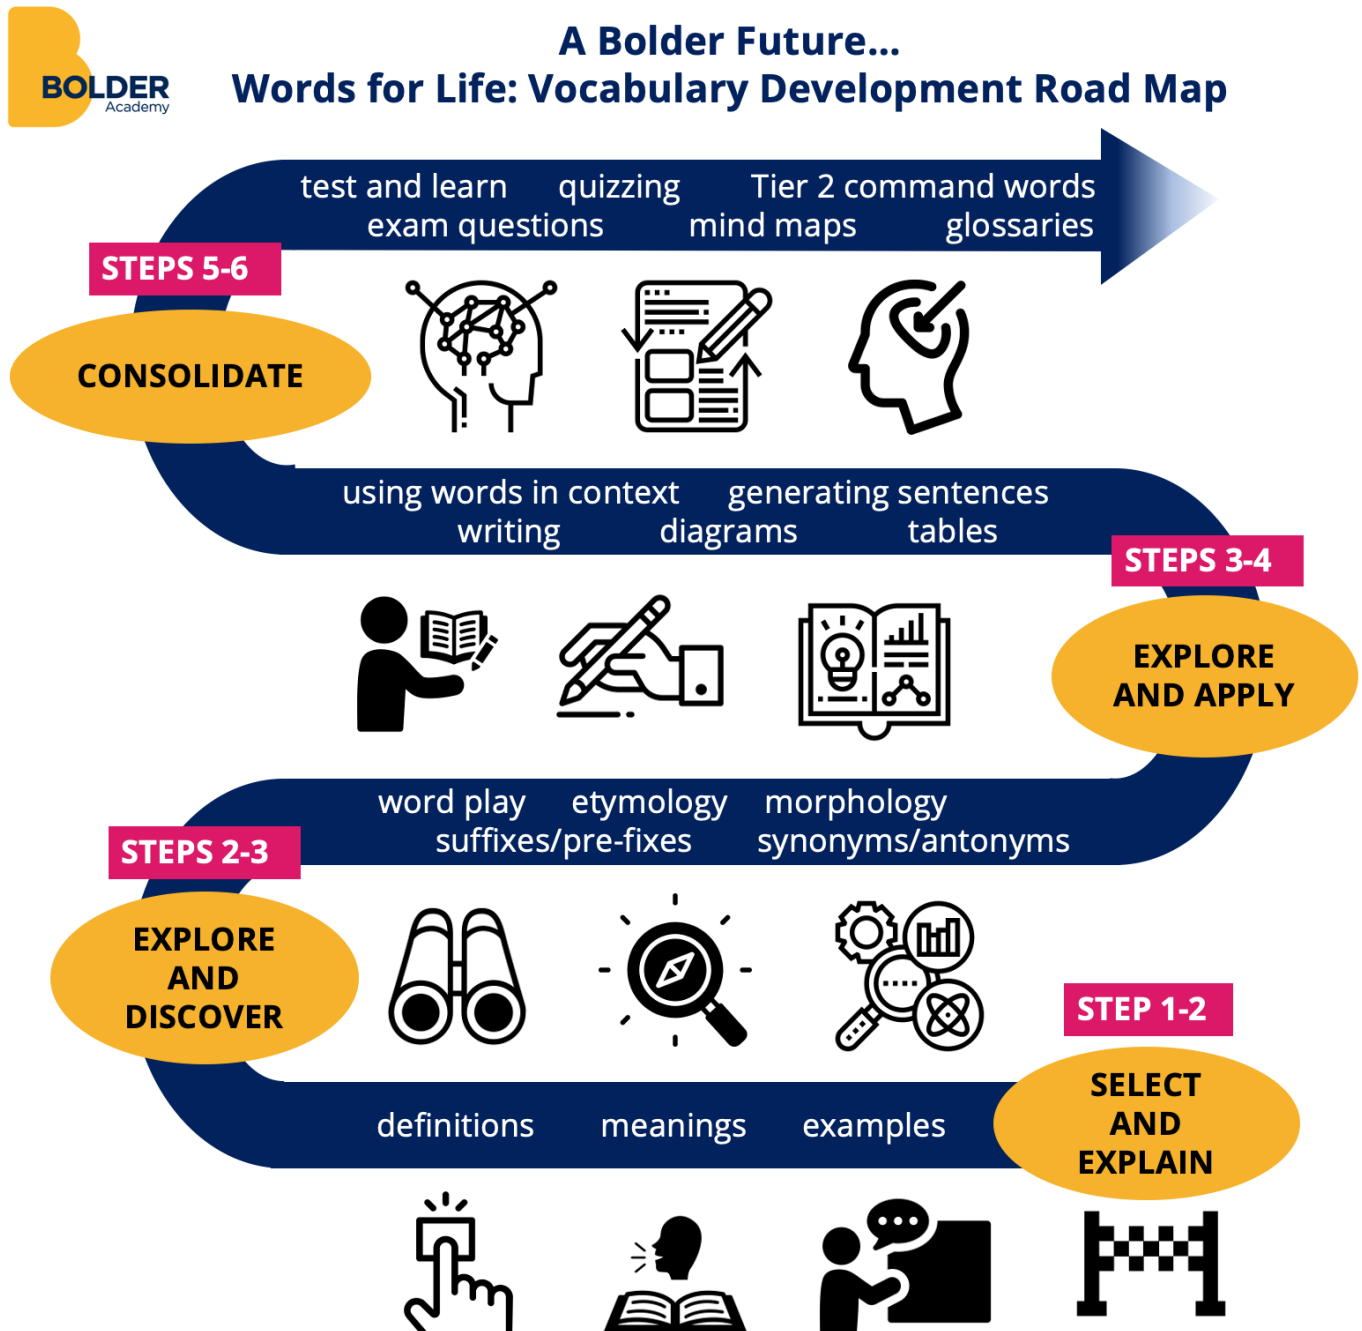 BOLDER
Academy
A Bolder Future...
Words for Life: Vocabulary Development Road Map
test and learn quizzing Tier 2 command words
exam questions mind maps glossaries
STEPS 5-6
CONSOLIDATE
using words in context generating sentences
writing diagrams tables
STEPS 3-4
EXPLORE
AND APPLY
word play etymology morphology
suffixes/pre-fixes synonyms/antonyms
STEPS 2-3
EXPLORE
AND
DISCOVER
STEP 1-2
SELECT
AND
EXPLAIN
definitions meanings examples